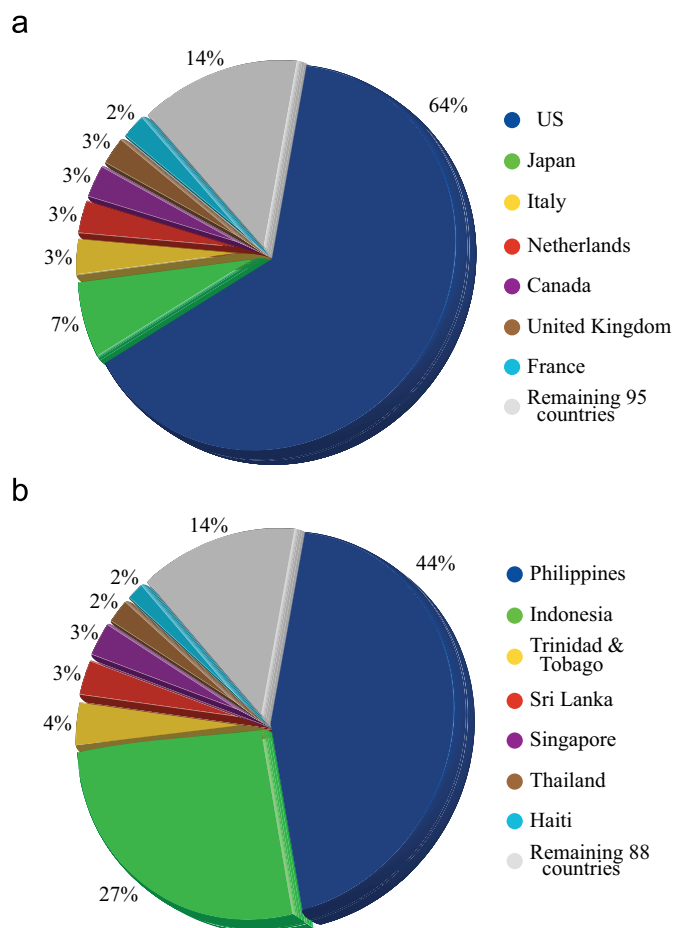 a
14%
64%
2%
3%
3%
3%
3%
7%
US
Japan
Italy
Netherlands
Canada
United Kingdom
France
Remaining 95
countries
b
14%
44%
2%
2%
3%
3%
4%
27%
Philippines
Indonesia
Trinidad &
Tobago
Sri Lanka
Singapore
Thailand
Haiti
Remaining 88
countries